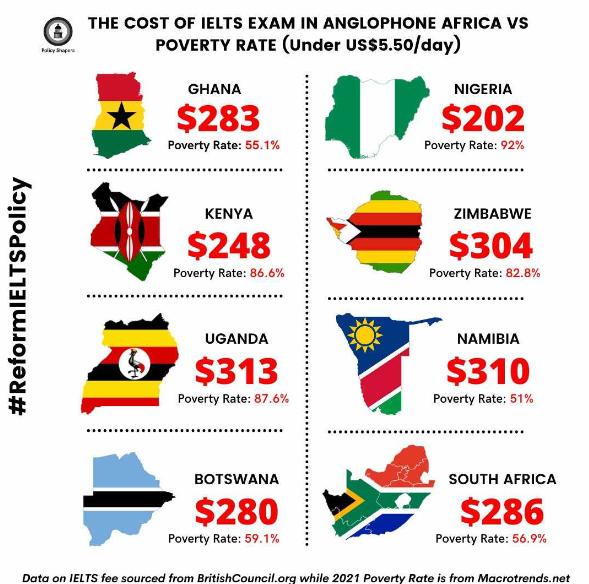 THE COST OF IELTS EXAM IN ANGLOPHONE AFRICA VS
POVERTY RATE (Under US$5.50/day)
Policy Shapers
#ReformIELTSPolicy
GHANA
$283
Poverty Rate: 55.1%
NIGERIA
$202
Poverty Rate: 92%
KENYA
$248
Poverty Rate: 86.6%
ZIMBABWE
$304
Poverty Rate: 82.8%
UGANDA
$313
Poverty Rate: 87.6%
NAMIBIA
$310
Poverty Rate: 51%
BOTSWANA
$280
Poverty Rate: 59.1%
SOUTH AFRICA
$286
Poverty Rate: 56.9%
Data on IELTS fee sourced from BritishCouncil.org while 2021 Poverty Rate is from Macrotrends.net